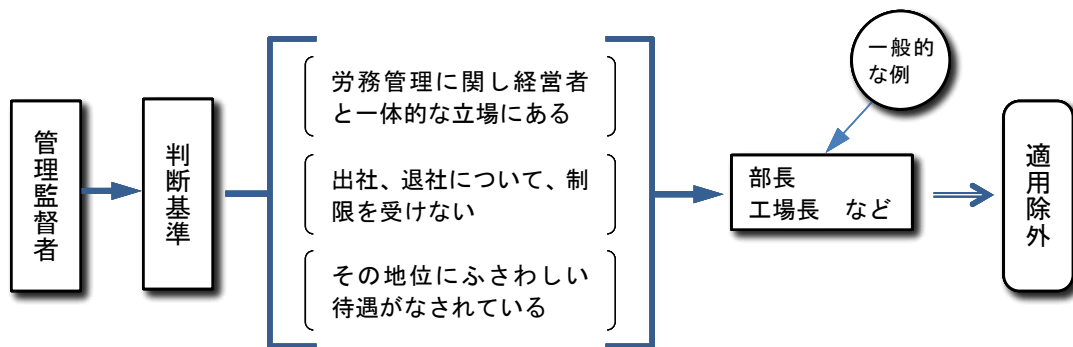 管理監督者
判断基準
労務管理に関し経営者
と一体的な立場にある
出社、退社について、制
限を受けない
その地位にふさわしい
待遇がなされている
一般的
な例
部長
工場長　など
適用除外